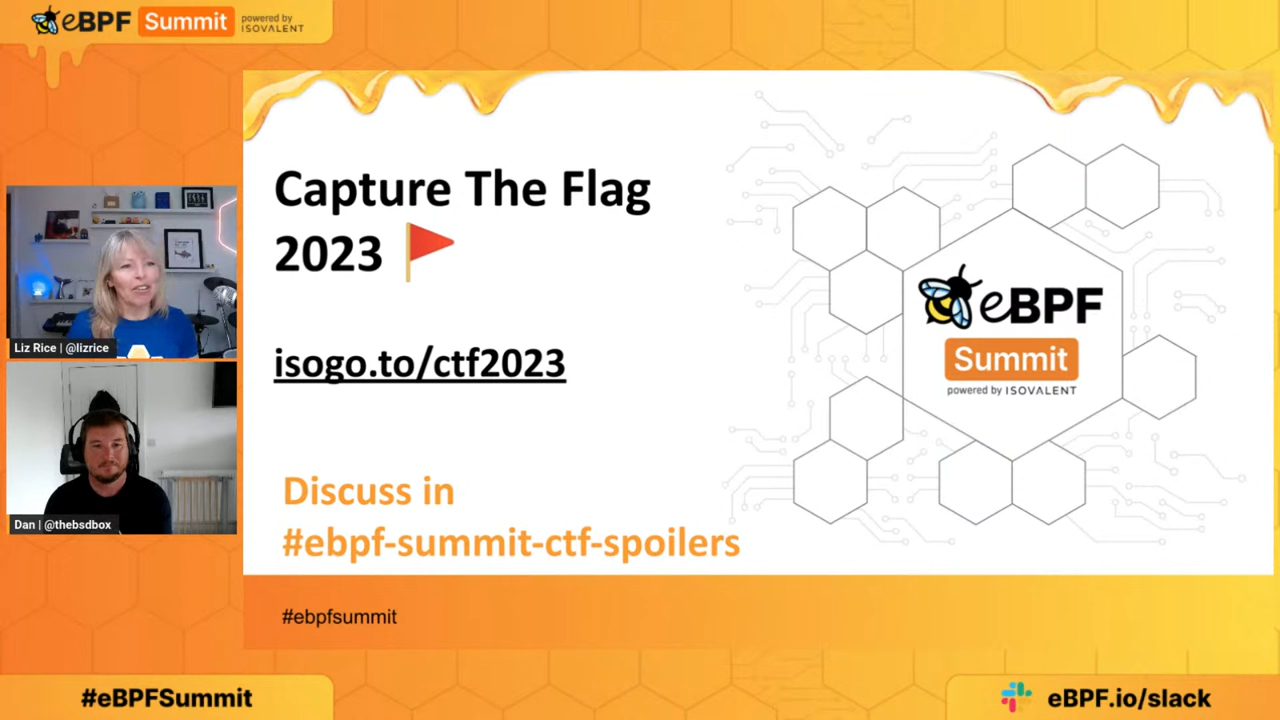 eBPF Summit powered by ISOVALENT
Capture The Flag
2023
isogo.to/ctf2023
Discuss in
#ebpf-summit-ctf-spoilers
eBPF
Summit
powered by ISOVALENT
Liz Rice | @lizrice
Dan | @thebsdbox
#ebpfsummit
#eBPFSummit
eBPF.io/slack